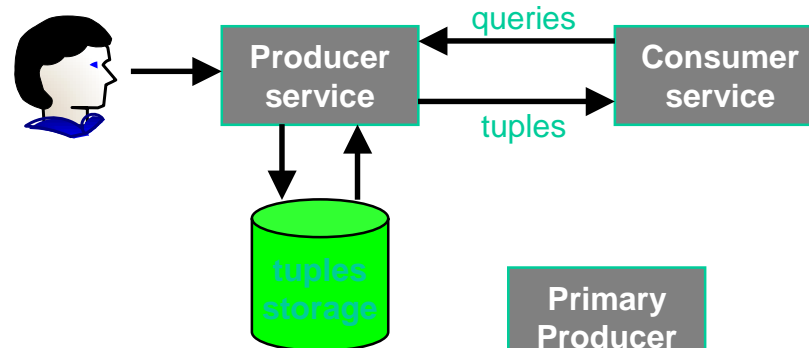 queries
Producer
service
Consumer
service
tuples
tuples
storage
Primary
Producer